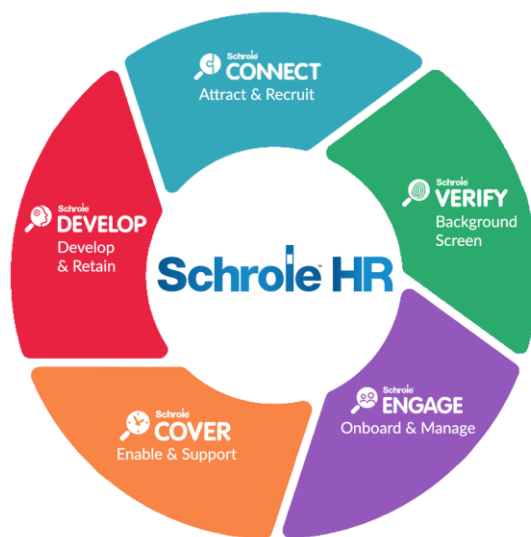 Schrole
CONNECT
Attract & Recruit
Schrole
VERIFY
Background
Screen
Schrole
ENGAGE
Onboard & Manage
Schrole
COVER
Enable & Support
Schrole
DEVELOP
Develop
& Retain
Schrole HR